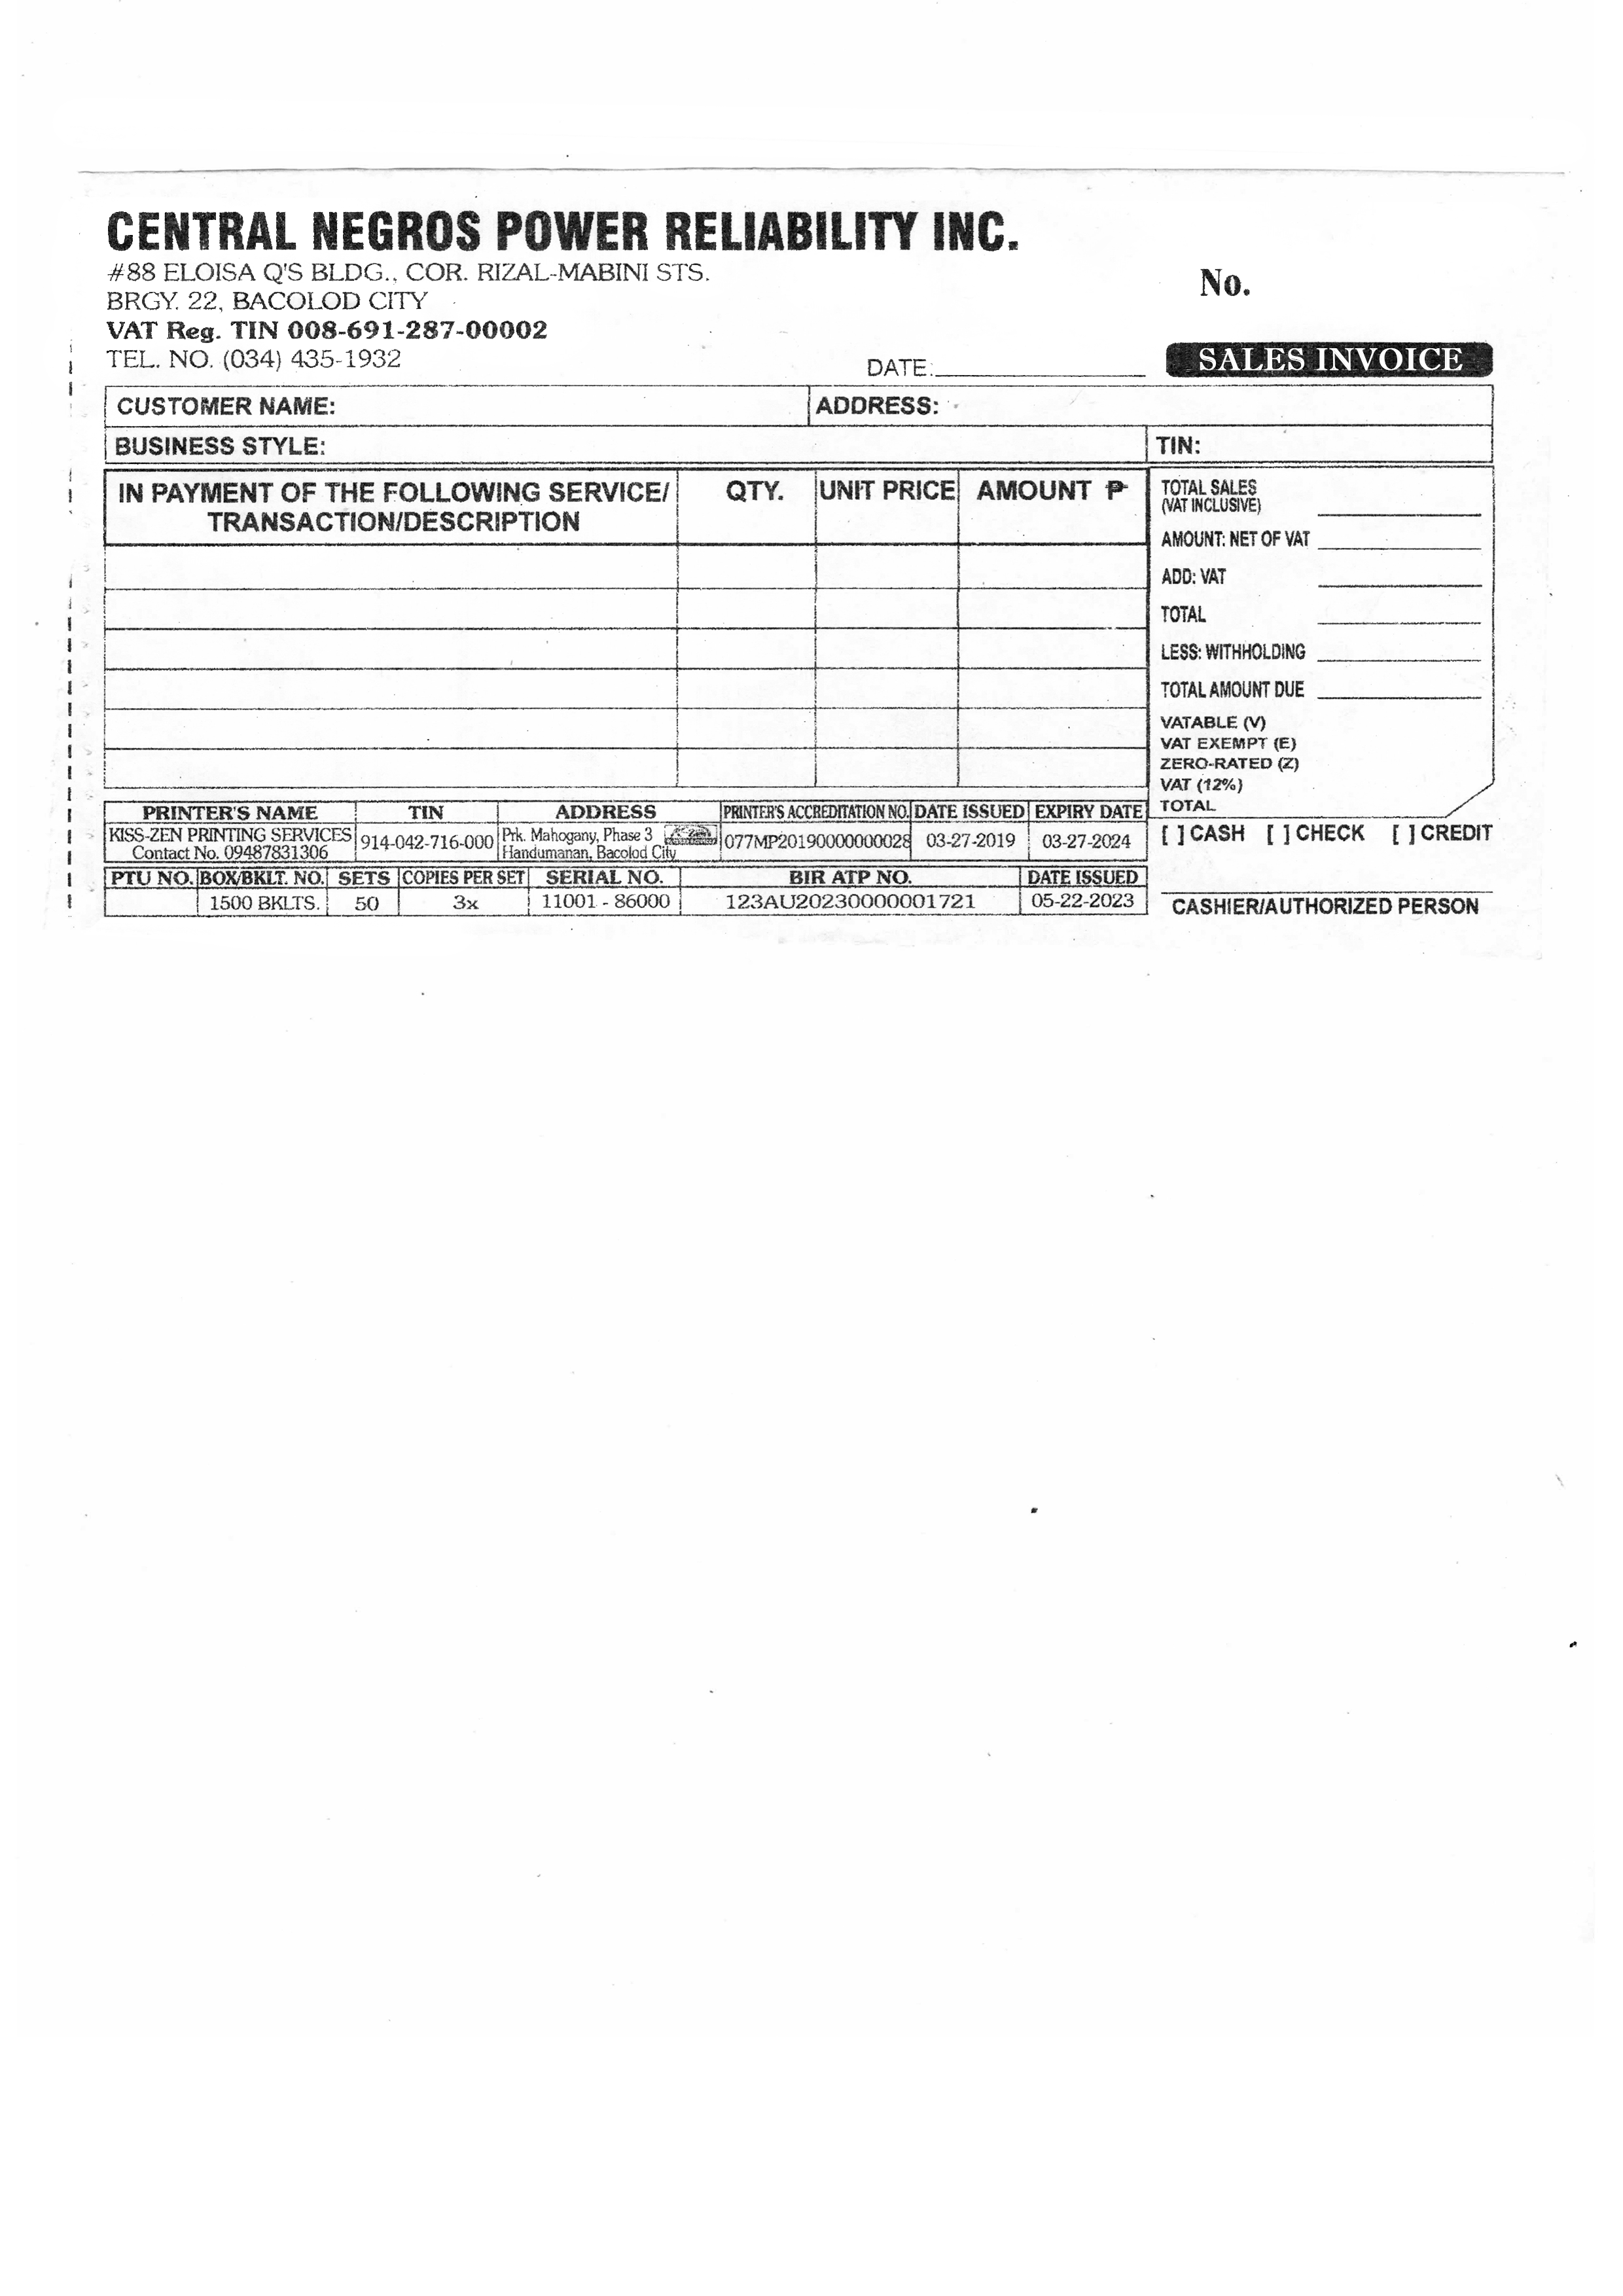 CENTRAL NEGROS POWER RELIABILITY INC.
#88 ELOISA Q'S BLDG., COR. RIZAL-MABINI STS.
BRGY. 22, BACOLOD CITY
VAT Reg. TIN 008-691-287-00002
TEL. NO. (034) 435-1932
No.
DATE:
SALES INVOICE
CUSTOMER NAME: ADDRESS:
BUSINESS STYLE: TIN:
IN PAYMENT OF THE FOLLOWING SERVICE/
TRANSACTION/DESCRIPTION
QTY. UNIT PRICE AMOUNT ₱
TOTAL SALES
(VAT INCLUSIVE)
AMOUNT: NET OF VAT
ADD: VAT
TOTAL
LESS: WITHHOLDING
TOTAL AMOUNT DUE
VATABLE (V)
VAT EXEMPT (E)
ZERO-RATED (Z)
VAT (12%)
TOTAL
[ ] CASH [ ] CHECK [ ] CREDIT
CASHIER/AUTHORIZED PERSON
PRINTER'S NAME TIN ADDRESS PRINTER'S ACCREDITATION NO. DATE ISSUED EXPIRY DATE
KISS-ZEN PRINTING SERVICES
Contact No. 09487831306
914-042-716-000
Prk. Mahogany, Phase 3
Handumanan, Bacolod City
077MP20190000000028 03-27-2019 03-27-2024
PTU NO. BOX/BKLT. NO. SETS COPIES PER SET SERIAL NO. BIR ATP NO. DATE ISSUED
1500 BKLTS. 50 3x 11001 - 86000 123AU20230000001721 05-22-2023